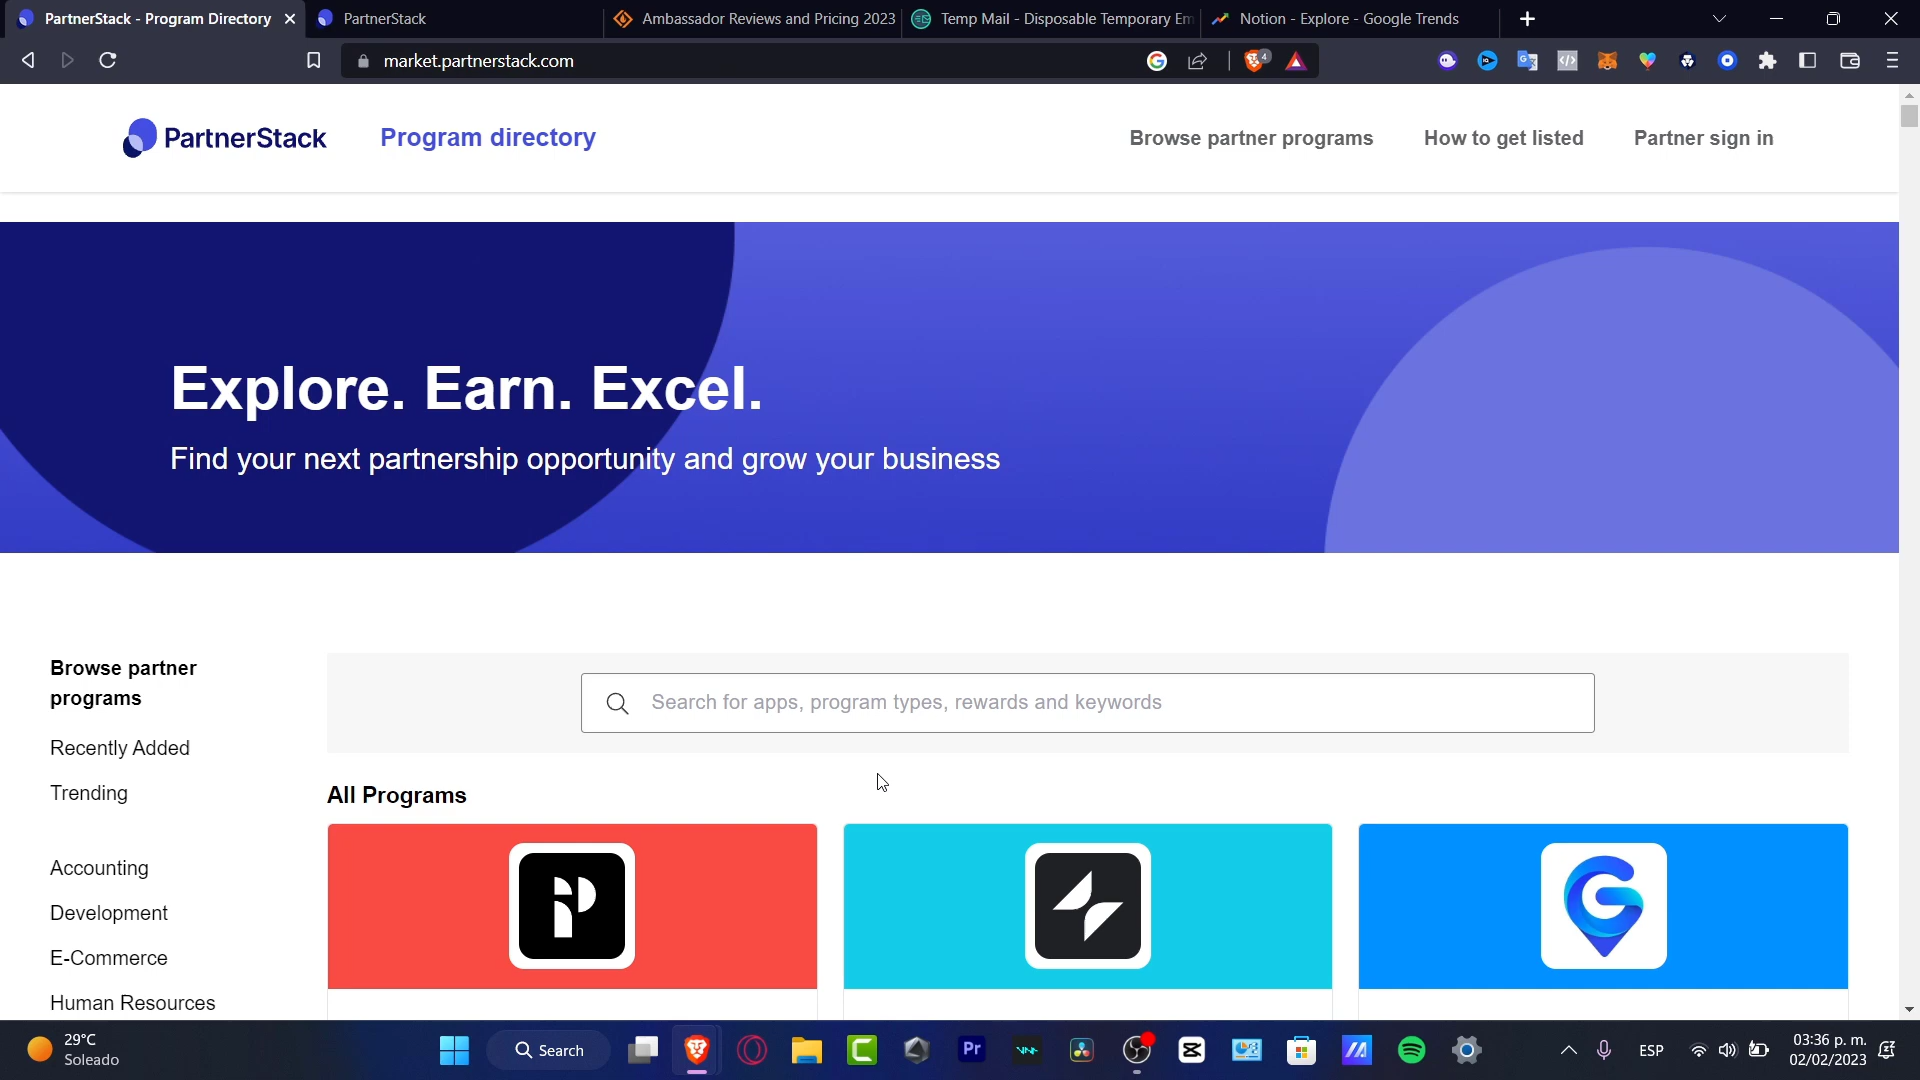 PartnerStack - Program Directory
PartnerStack
Ambassador Reviews and Pricing 2023
Temp Mail - Disposable Temporary Em
Notion - Explore - Google Trends
market.partnerstack.com
4
PartnerStack
Program directory
Browse partner programs
How to get listed
Partner sign in
Explore. Earn. Excel.
Find your next partnership opportunity and grow your business
Browse partner
programs
Recently Added
Trending
Accounting
Development
E-Commerce
Human Resources
Search for apps, program types, rewards and keywords
All Programs
29°C
Soleado
Search
Pr
ESP
03:36 p. m.
02/02/2023